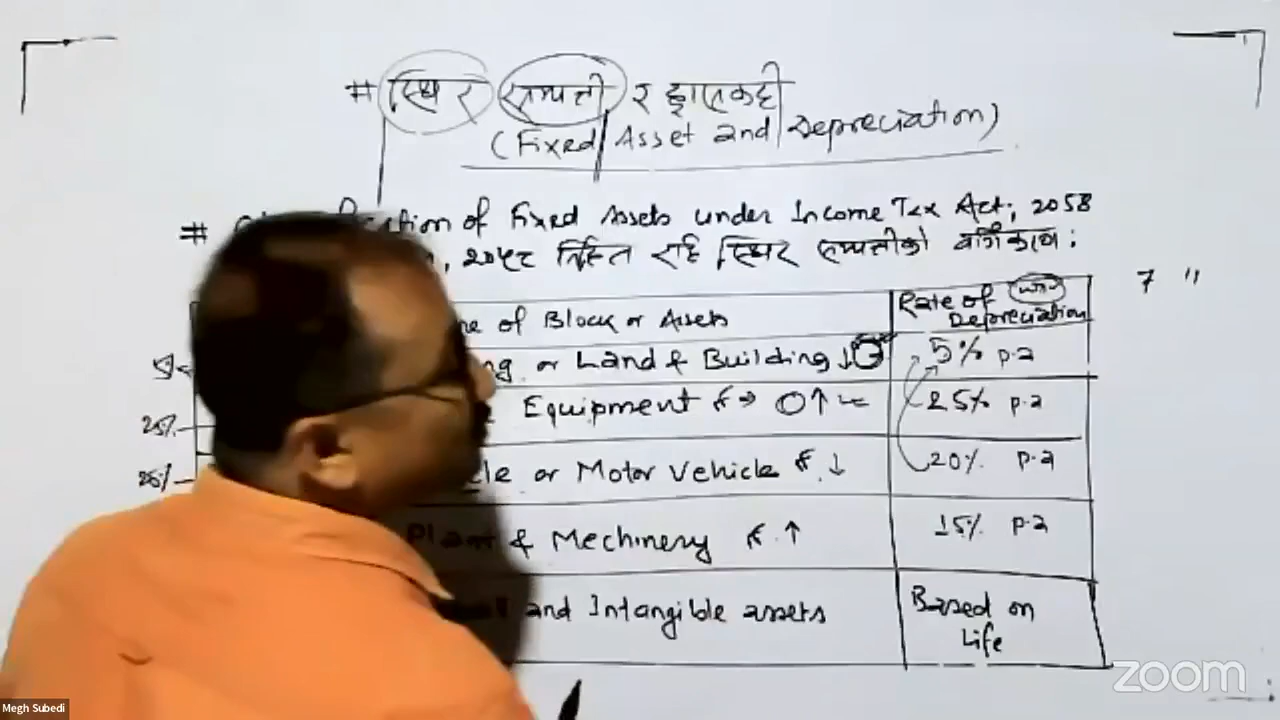 # स्थिर सम्पत्ती र ह्रासकट्टी
(Fixed Asset and Depreciation)
# of Fixed Assets under Income Tax Act, 2058
, २०५८ निहित रहि स्थिर सम्पत्तीको वर्गिकरण :
of Block or Assets
Rate of
Depreciation
7 "
or Land & Building ↓
5% p.a
25%
Equipment
↑
25% p.a
or Motor Vehicle
↓
20% p.a
Plant & Mechinery
↑
15% p.a
and Intangible assets
Based on
Life
zoom
Megh Subedi